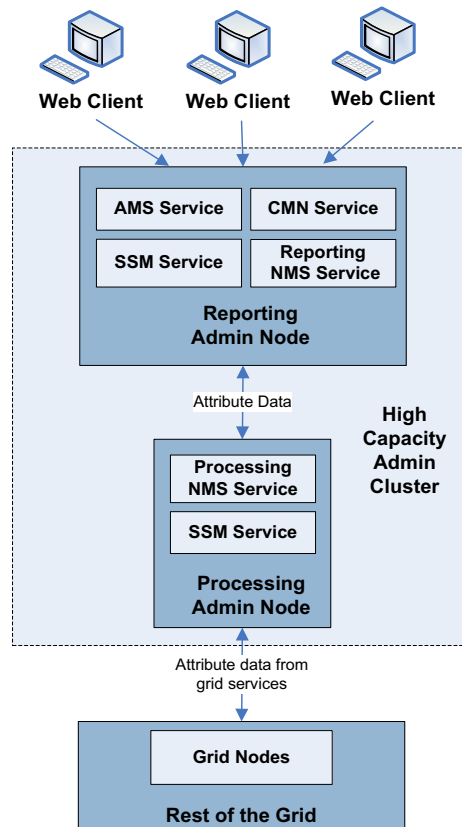 Web Client
Web Client
Web Client
AMS Service
CMN Service
SSM Service
Reporting
NMS Service
Reporting
Admin Node
Attribute Data
High
Capacity
Admin
Cluster
Processing
NMS Service
SSM Service
Processing
Admin Node
Attribute data from
grid services
Grid Nodes
Rest of the Grid